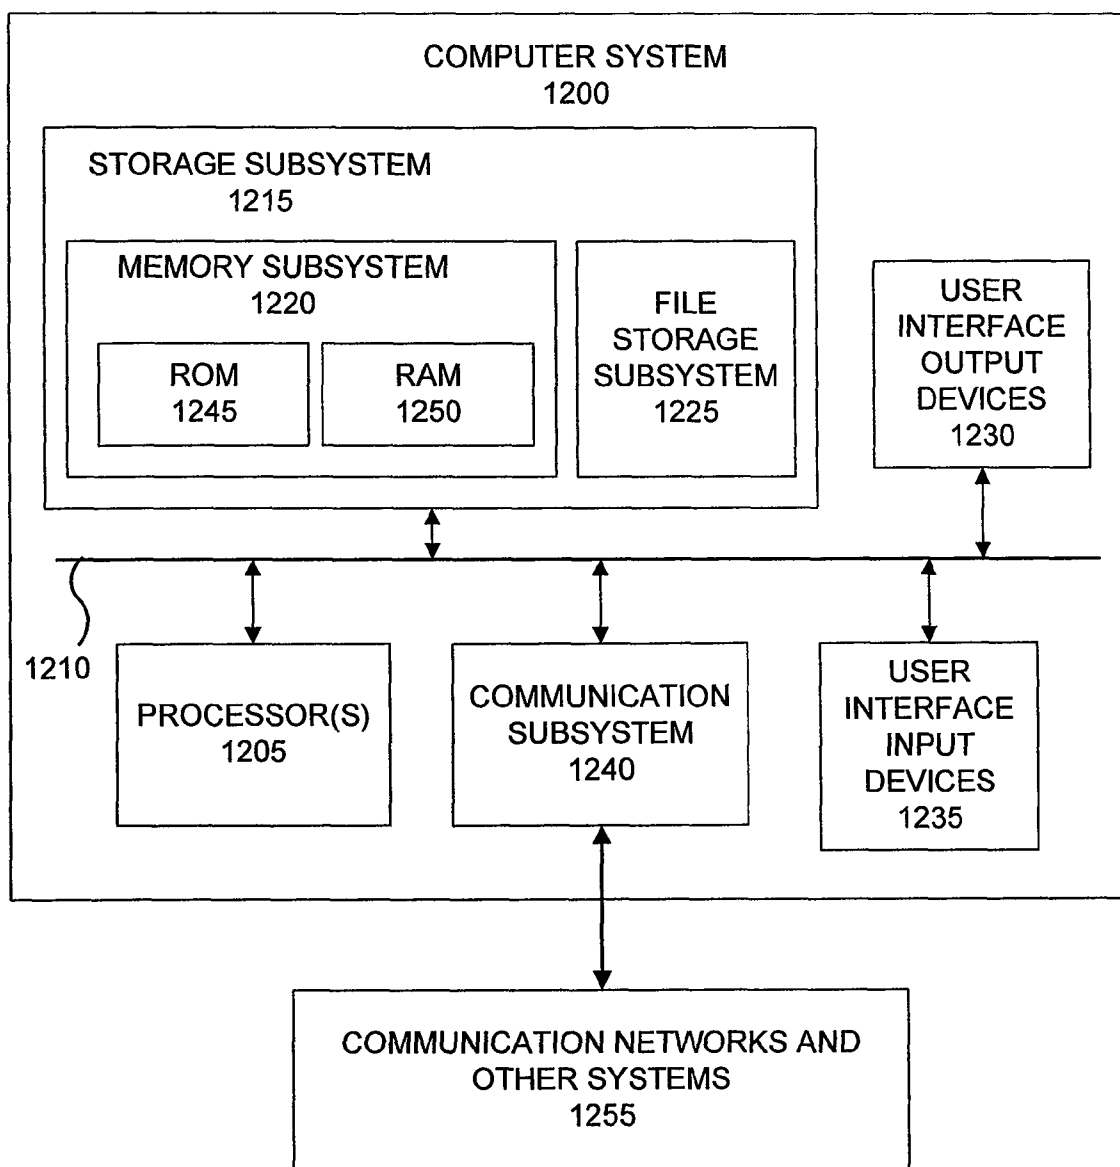 COMPUTER SYSTEM
1200
STORAGE SUBSYSTEM
1215
MEMORY SUBSYSTEM
1220
ROM
1245
RAM
1250
FILE
STORAGE
SUBSYSTEM
1225
USER
INTERFACE
OUTPUT
DEVICES
1230
1210
PROCESSOR(S)
1205
COMMUNICATION
SUBSYSTEM
1240
USER
INTERFACE
INPUT
DEVICES
1235
COMMUNICATION NETWORKS AND
OTHER SYSTEMS
1255